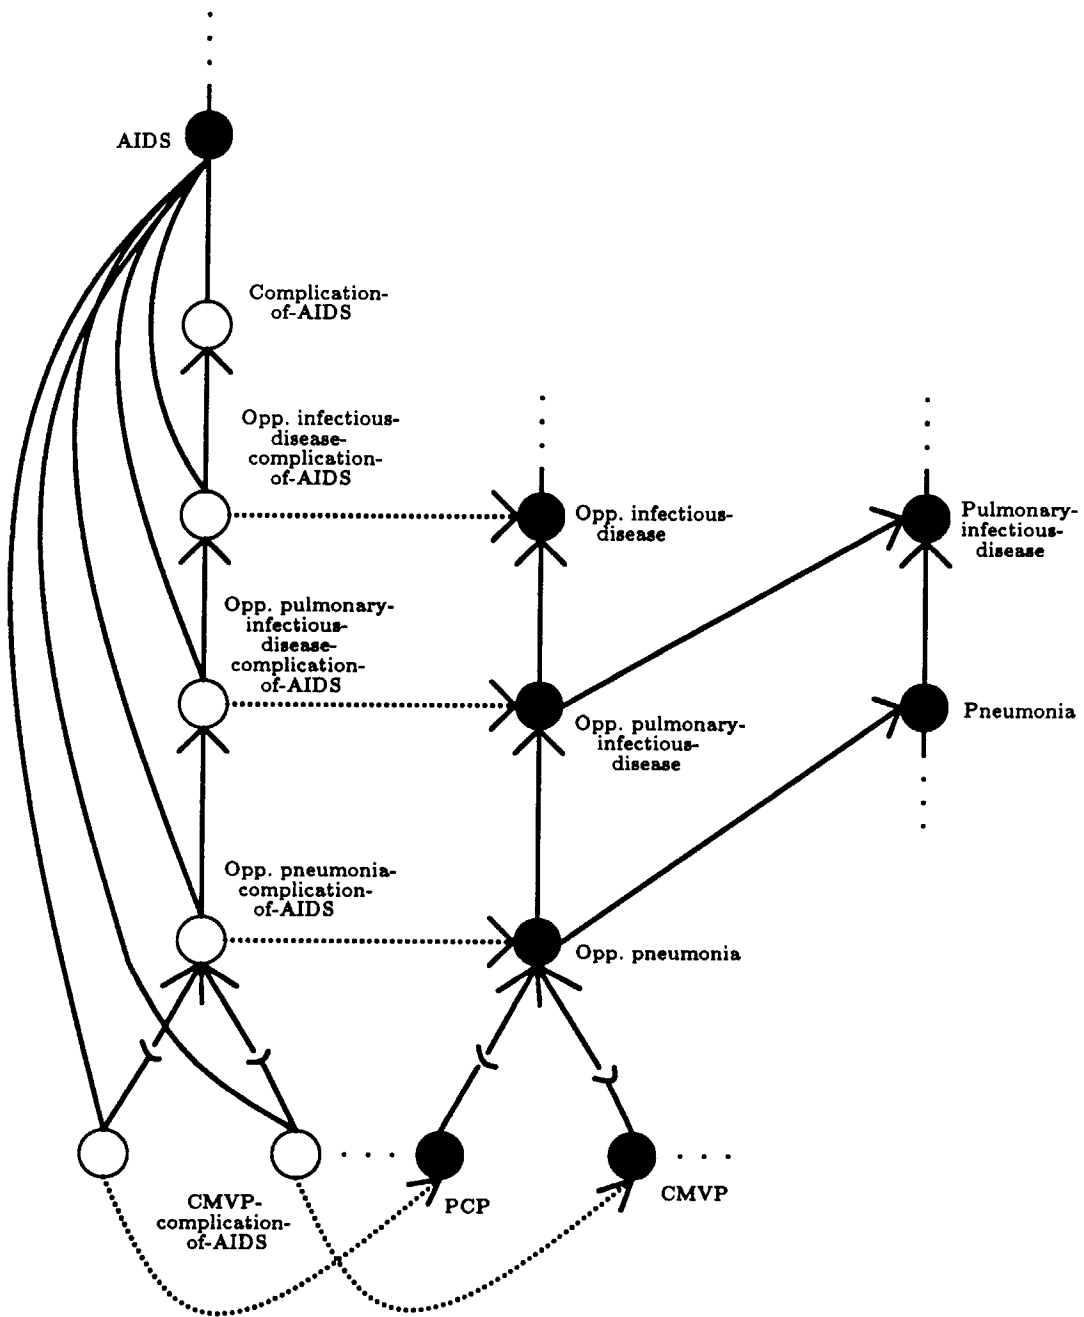 AIDS
Complication-
of-AIDS
Opp. infectious-
disease-
complication-
of-AIDS
Opp. infectious-
disease
Pulmonary-
infectious-
disease
Opp. pulmonary-
infectious-
disease-
complication-
of-AIDS
Opp. pulmonary-
infectious-
disease
Pneumonia
Opp. pneumonia-
complication-
of-AIDS
Opp. pneumonia
CMVP-
complication-
of-AIDS
PCP
CMVP